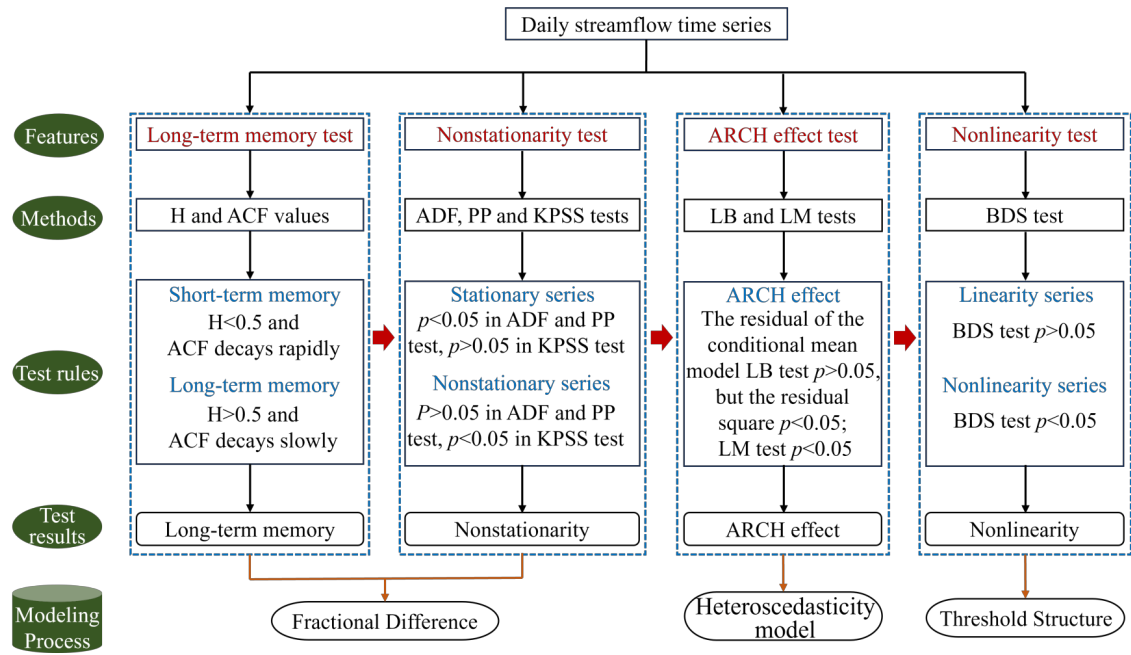 Daily streamflow time series
Features
Long-term memory test
Nonstationarity test
ARCH effect test
Nonlinearity test
Methods
H and ACF values
ADF, PP and KPSS tests
LB and LM tests
BDS test
Test rules
Short-term memory
H<0.5 and
ACF decays rapidly
Long-term memory
H>0.5 and
ACF decays slowly
Stationary series
p<0.05 in ADF and PP
test, p>0.05 in KPSS test
Nonstationary series
P>0.05 in ADF and PP
test, p<0.05 in KPSS test
ARCH effect
The residual of the
conditional mean
model LB test p>0.05,
but the residual
square p<0.05;
LM test p<0.05
Linearity series
BDS test p>0.05
Nonlinearity series
BDS test p<0.05
Test
results
Long-term memory
Nonstationarity
ARCH effect
Nonlinearity
Modeling
Process
Fractional Difference
Heteroscedasticity
model
Threshold Structure